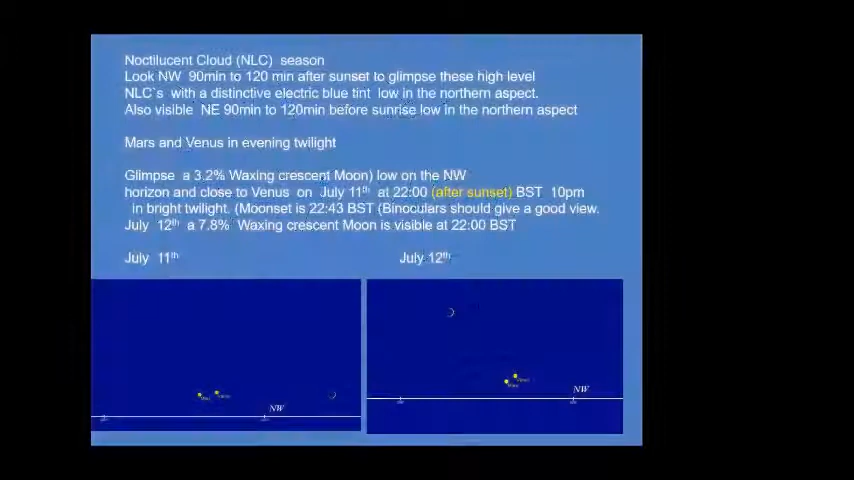 Noctilucent Cloud (NLC) season
Look NW 90min to 120 min after sunset to glimpse these high level
NLC`s with a distinctive electric blue tint low in the northern aspect.
Also visible NE 90min to 120min before sunrise low in the northern aspect
Mars and Venus in evening twilight
Glimpse a 3.2% Waxing crescent Moon) low on the NW
horizon and close to Venus on July 11th at 22:00 (after sunset) BST 10pm
in bright twilight. (Moonset is 22:43 BST (Binoculars should give a good view.
July 12th a 7.8% Waxing crescent Moon is visible at 22:00 BST
July 11th July 12th
Mars Venus
NW
Venus
Mars
NW